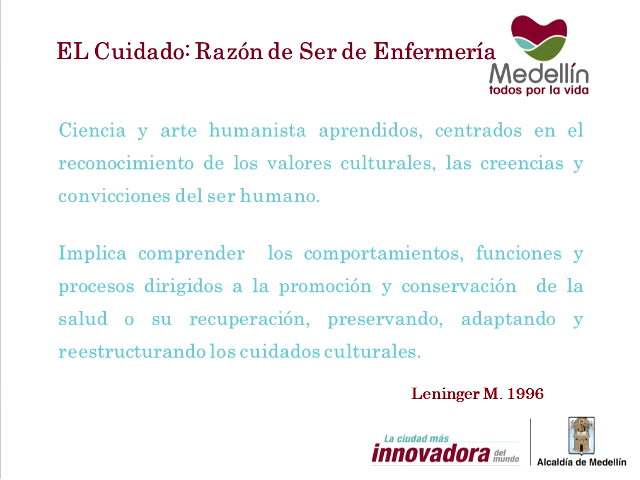 EL Cuidado: Razón de Ser de Enfermería
Medellín
todos por la vida
Ciencia y arte humanista aprendidos, centrados en el
reconocimiento de los valores culturales, las creencias y
convicciones del ser humano.
Implica comprender los comportamientos, funciones y
procesos dirigidos a la promoción y conservación de la
salud o su recuperación, preservando, adaptando y
reestructurando los cuidados culturales.
Leninger M. 1996
La ciudad más
innovadora del mundo
Alcaldía de Medellín